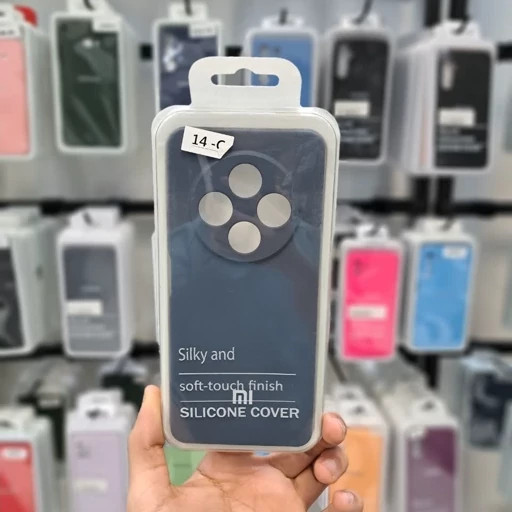 14-C
Silky and
soft-touch finish
mi
SILICONE COVER